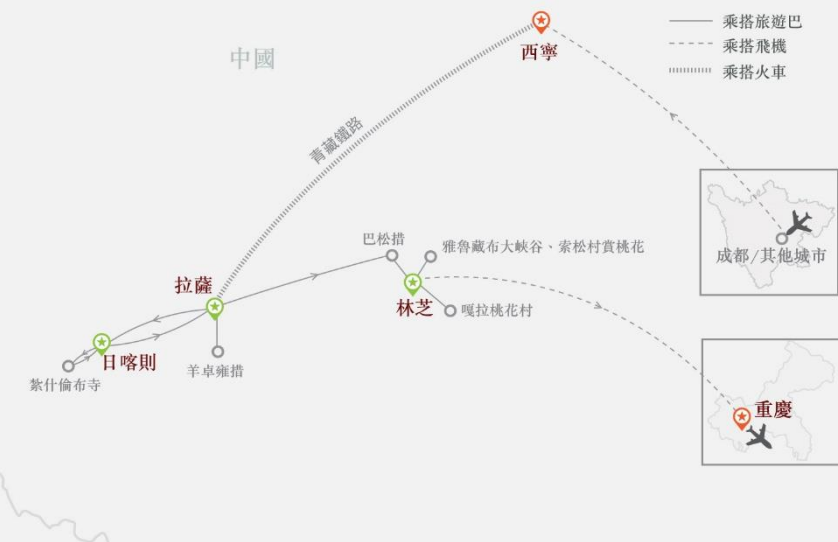 乘搭旅遊巴
乘搭飛機
乘搭火車
中國
西寧
青藏鐵路
成都/其他城市
巴松措
雅魯藏布大峽谷、索松村賞桃花
拉薩
林芝
嘎拉桃花村
日喀則
羊卓雍措
紮什倫布寺
重慶